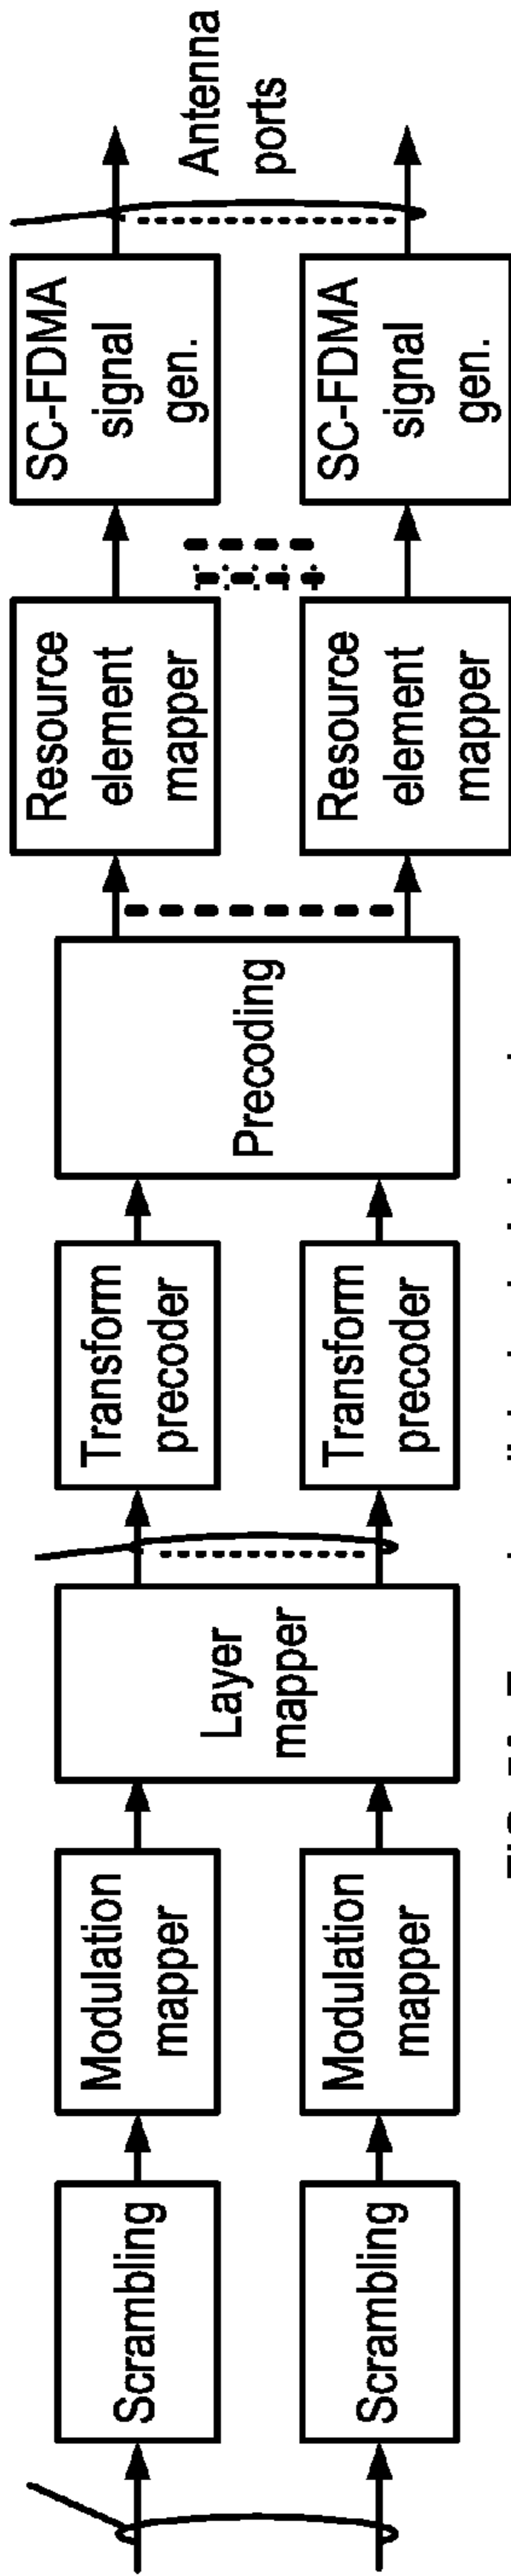 Scrambling
Scrambling
Modulation
mapper
Modulation
mapper
Layer
mapper
Transform
precoder
Transform
precoder
Precoding
Resource
element
mapper
Resource
element
mapper
SC-FDMA
signal
gen.
SC-FDMA
signal
gen.
Antenna
ports